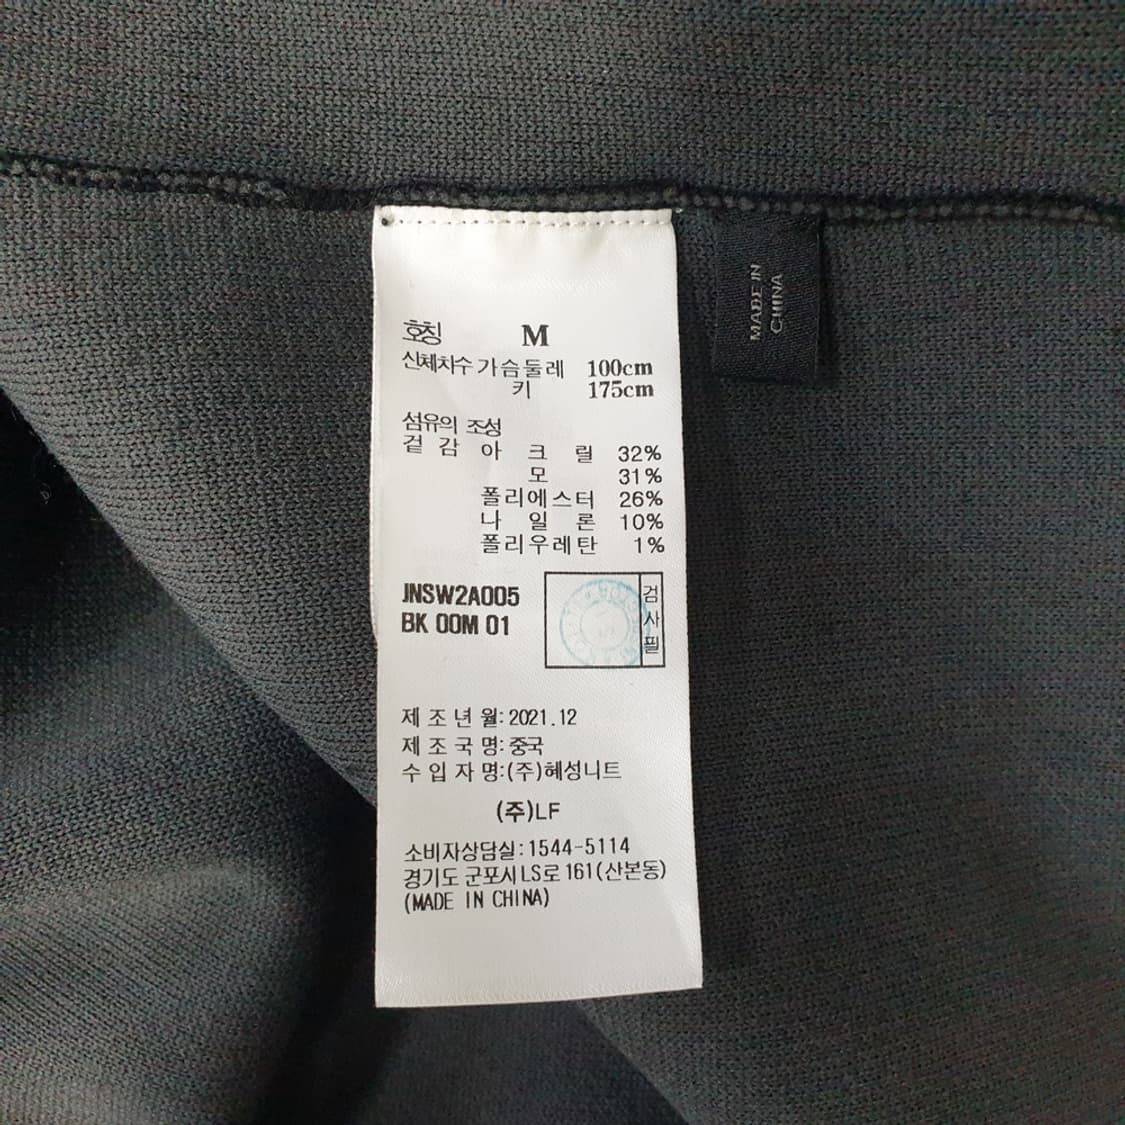 호칭 M
신체치수 가슴둘레 100cm
키 175cm
섬유의 조성
겉감 아크릴 32%
모 31%
폴리에스터 26%
나일론 10%
폴리우레탄 1%
JNSW2A005
BK 00M 01
검사필
제조년월:2021.12
제조국명:중국
수입자명:(주)혜성니트
(주)LF
소비자상담실:1544-5114
경기도 군포시 LS로 161(산본동)
(MADE IN CHINA)
MADE IN
CHINA